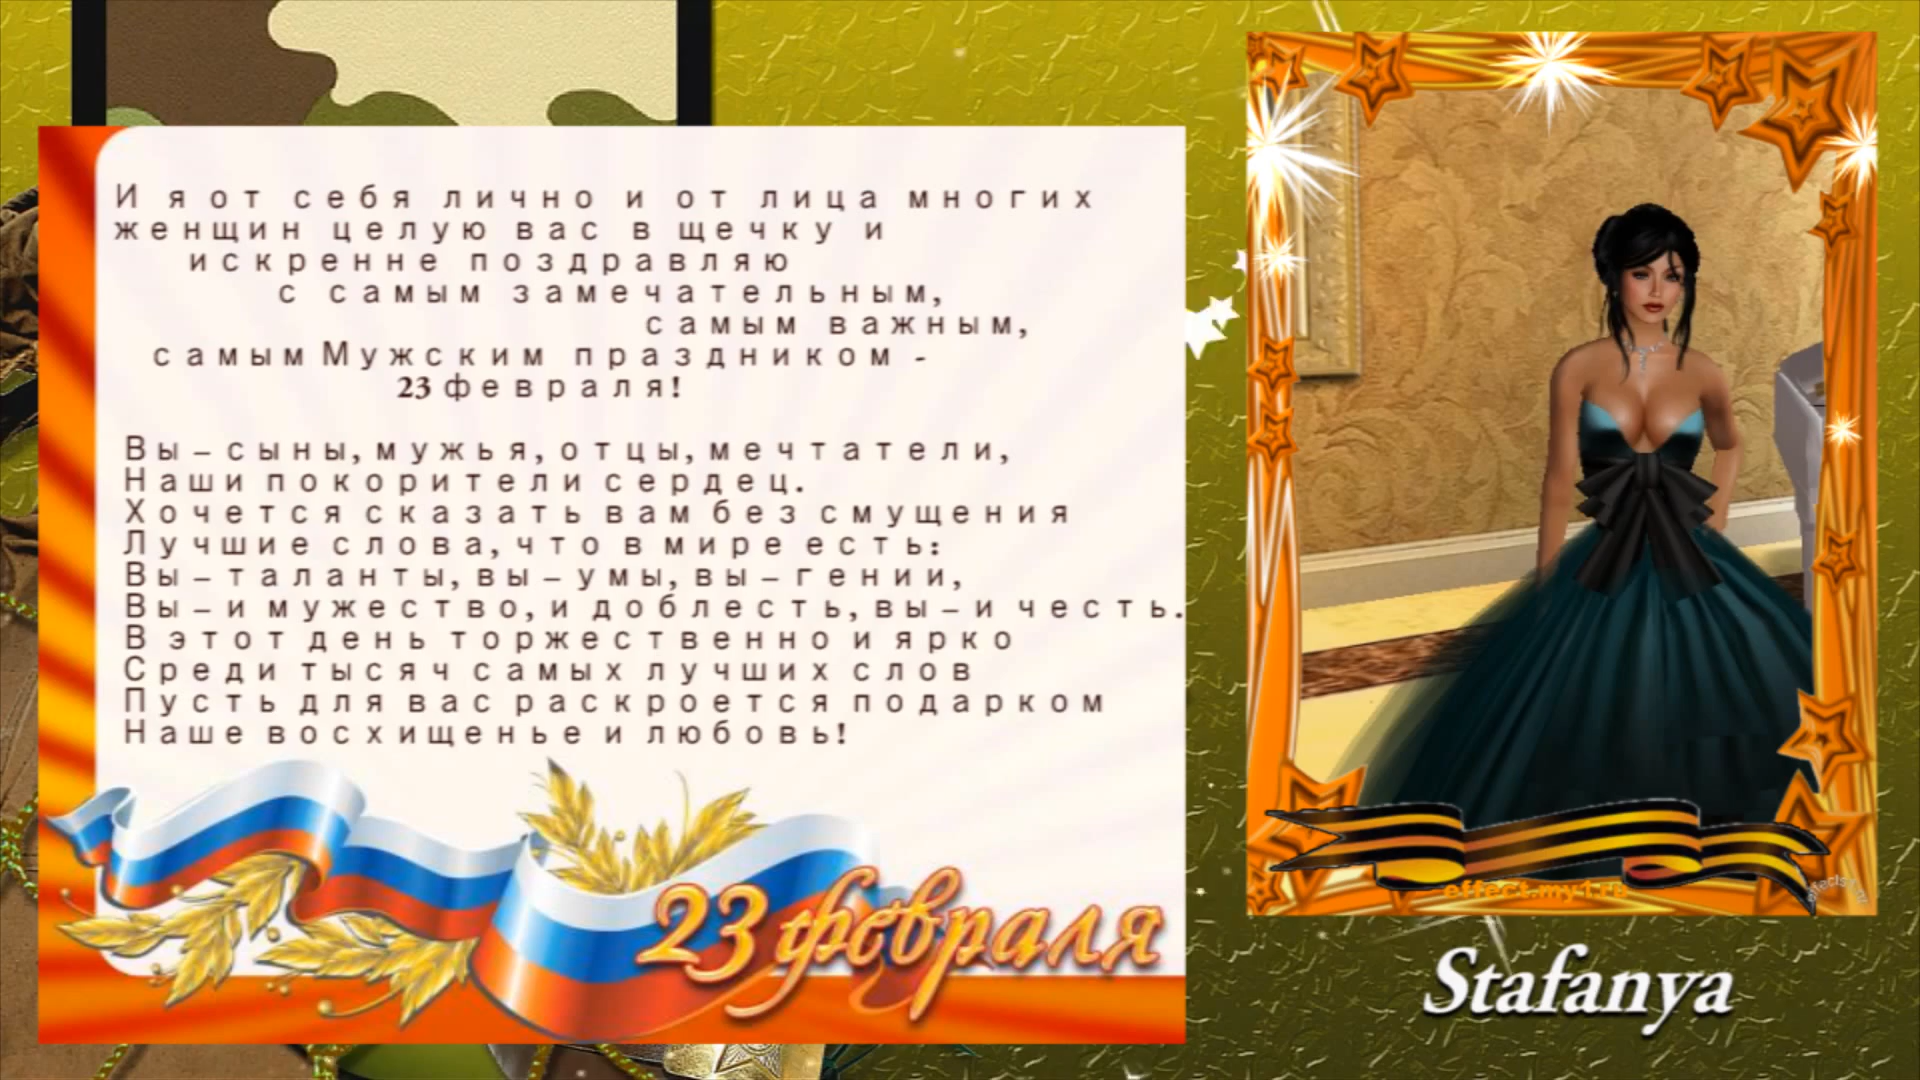 И я от себя лично и от лица многих
женщин целую вас в щечку и
искренне поздравляю
с самым замечательным,
самым важным,
самым Мужским праздником -
23 февраля!
Вы – сыны, мужья, отцы, мечтатели,
Наши покорители сердец.
Хочется сказать вам без смущения
Лучшие слова, что в мире есть:
Вы – таланты, вы – умы, вы – гении,
Вы – и мужество, и доблесть, вы – и честь.
В этот день торжественно и ярко
Среди тысяч самых лучших слов
Пусть для вас раскроется подарком
Наше восхищенье и любовь!
23 февраля
effect.my1.ru
Stafanya